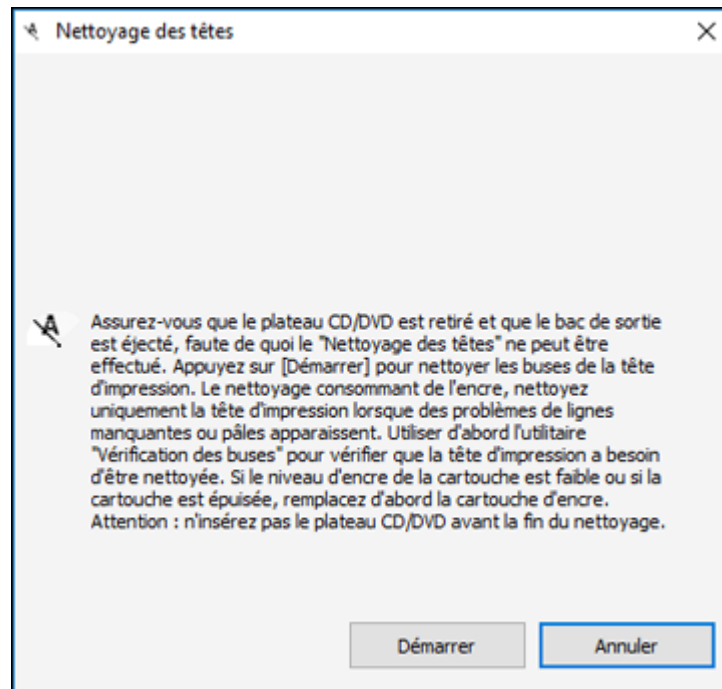 Nettoyage des têtes
Assurez-vous que le plateau CD/DVD est retiré et que le bac de sortie
est éjecté, faute de quoi le "Nettoyage des têtes" ne peut être
effectué. Appuyez sur [Démarrer] pour nettoyer les buses de la tête
d'impression. Le nettoyage consommant de l'encre, nettoyez
uniquement la tête d'impression lorsque des problèmes de lignes
manquantes ou pâles apparaissent. Utiliser d'abord l'utilitaire
"Vérification des buses" pour vérifier que la tête d'impression a besoin
d'être nettoyée. Si le niveau d'encre de la cartouche est faible ou si la
cartouche est épuisée, remplacez d'abord la cartouche d'encre.
Attention : n'insérez pas le plateau CD/DVD avant la fin du nettoyage.
Démarrer
Annuler